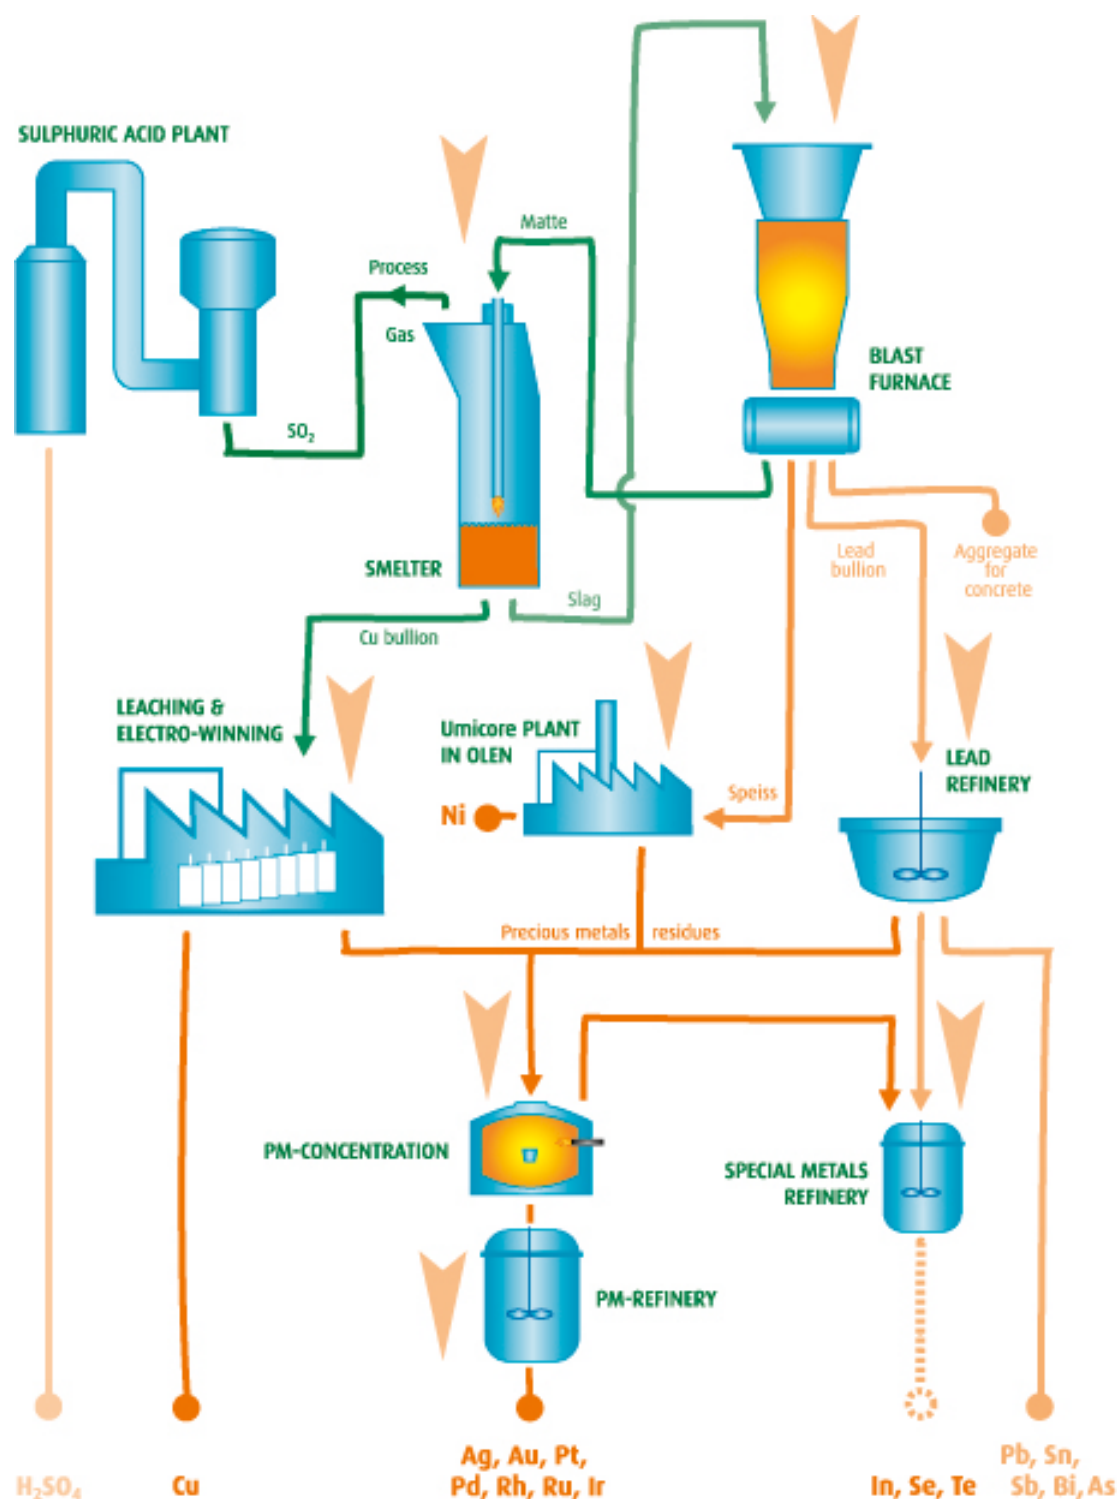 SULPHURIC ACID PLANT
Matte
Process
Gas
SO₂
BLAST
FURNACE
SMELTER
Slag
Cu bullion
Lead
bullion
Aggregate
for
concrete
LEACHING &
ELECTRO-WINNING
Umicore PLANT
IN OLEN
Ni
Speiss
LEAD
REFINERY
Precious metals residues
PM-CONCENTRATION
SPECIAL METALS
REFINERY
PM-REFINERY
H₂SO₄
Cu
Ag, Au, Pt,
Pd, Rh, Ru, Ir
In, Se, Te
Pb, Sn,
Sb, Bi, As